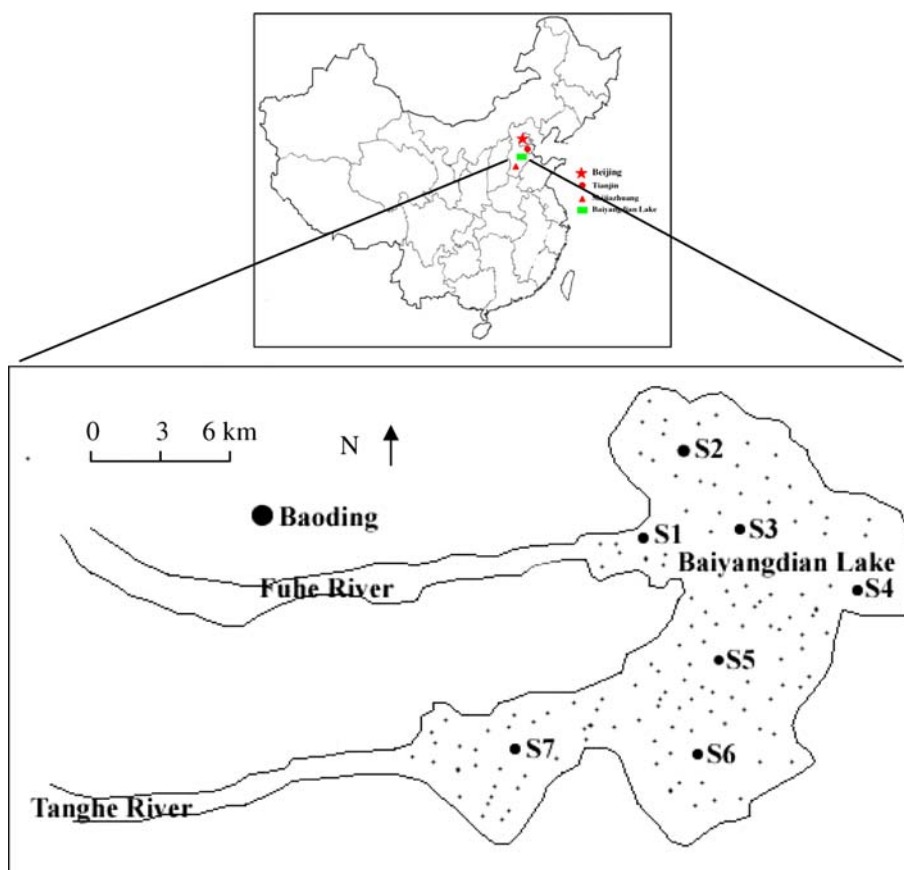 Beijing
Tianjin
Shijiazhuang
Baiyangdian Lake
0 3 6 km
N
S2
Baoding
S1
S3
Baiyangdian Lake
Fuhe River
S4
S5
S7
S6
Tanghe River